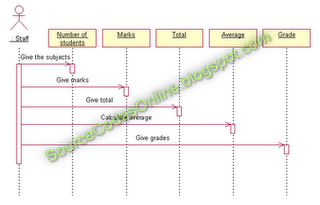 : Staff
Number of
students
Marks
Total
Average
Grade
Give the subjects
Give marks
Give total
Calculate average
Give grades
SourceCodesOnline.blogspot.com